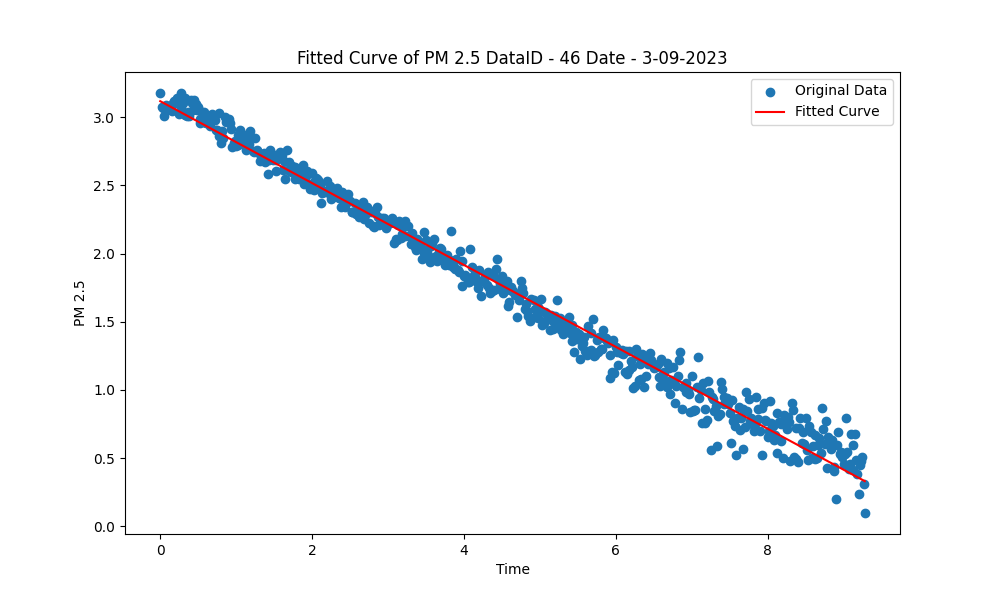 Fitted Curve of PM 2.5 DataID - 46 Date - 3-09-2023
Original Data
Fitted Curve
3.0
2.5
2.0
1.5
1.0
0.5
0.0
PM 2.5
0 2 4 6 8
Time